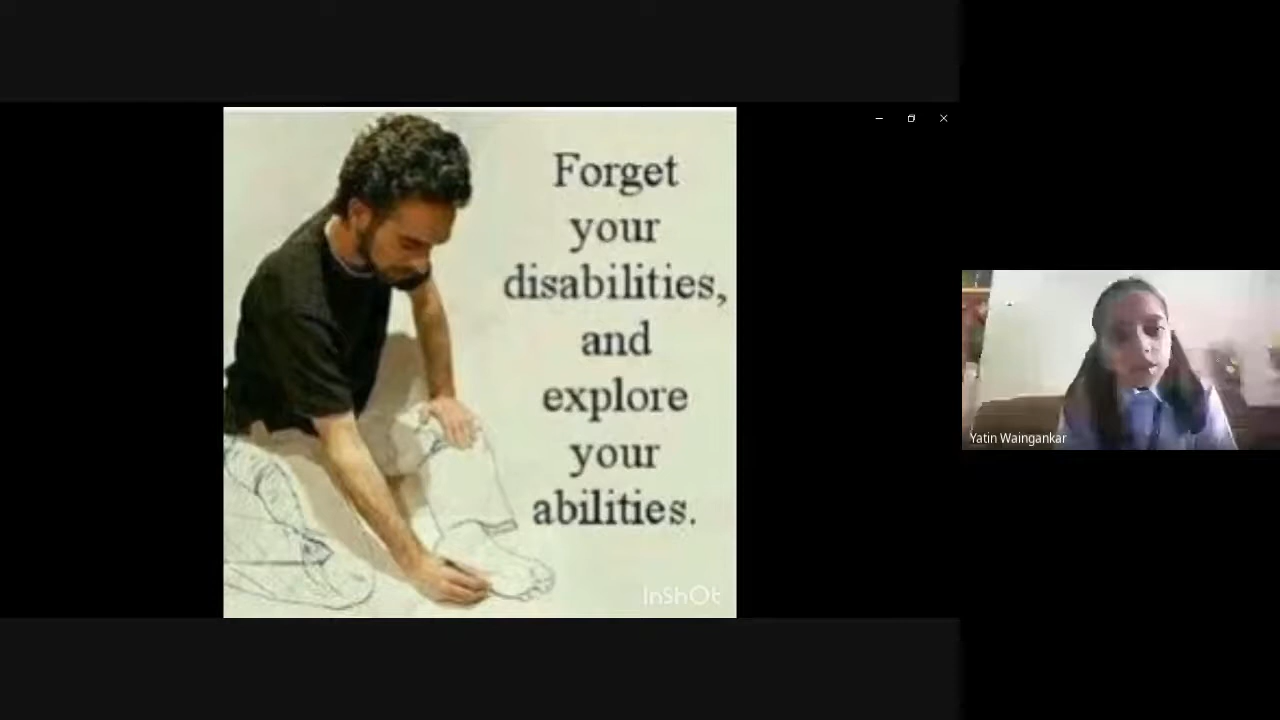 Forget
your
disabilities,
and
explore
your
abilities.
InShOt
Yatin Waingankar